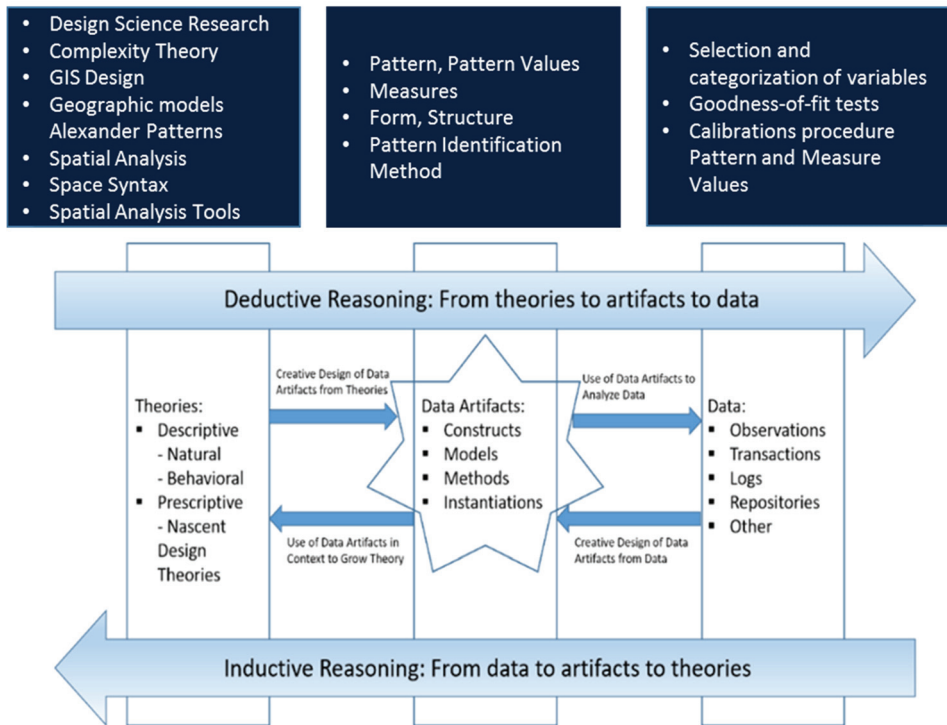 • Design Science Research
• Complexity Theory
• GIS Design
• Geographic models
Alexander Patterns
• Spatial Analysis
• Space Syntax
• Spatial Analysis Tools
• Pattern, Pattern Values
• Measures
• Form, Structure
• Pattern Identification
Method
• Selection and
categorization of variables
• Goodness-of-fit tests
• Calibrations procedure
Pattern and Measure
Values
Deductive Reasoning: From theories to artifacts to data
Creative Design of Data
Artifacts from Theories
Use of Data Artifacts to
Analyze Data
Theories:
▪ Descriptive
- Natural
- Behavioral
▪ Prescriptive
- Nascent
Design
Theories
Data Artifacts:
▪ Constructs
▪ Models
▪ Methods
▪ Instantiations
Data:
▪ Observations
▪ Transactions
▪ Logs
▪ Repositories
▪ Other
Use of Data Artifacts in
Context to Grow Theory
Creative Design of Data
Artifacts from Data
Inductive Reasoning: From data to artifacts to theories